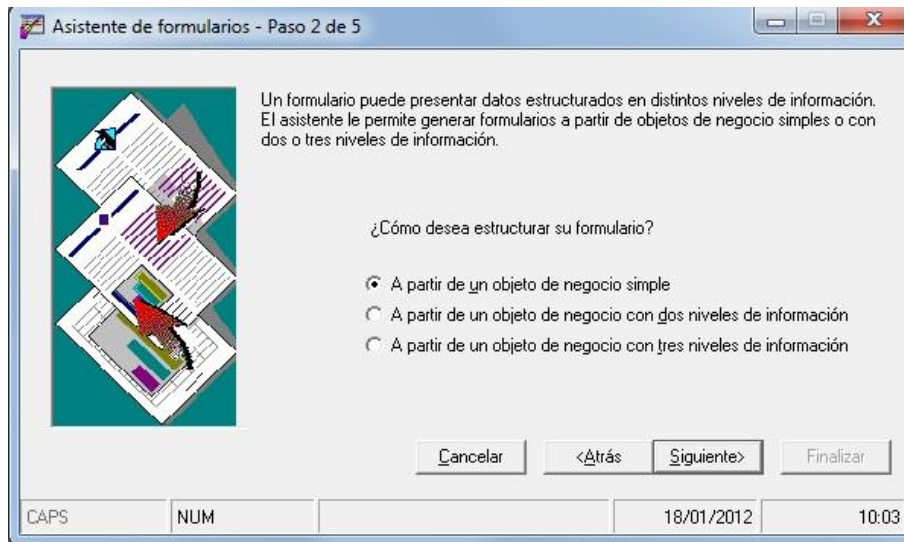 Asistente de formularios - Paso 2 de 5
Un formulario puede presentar datos estructurados en distintos niveles de información.
El asistente le permite generar formularios a partir de objetos de negocio simples o con
dos o tres niveles de información.
¿Cómo desea estructurar su formulario?
A partir de un objeto de negocio simple
A partir de un objeto de negocio con dos niveles de información
A partir de un objeto de negocio con tres niveles de información
Cancelar <Atrás Siguiente> Finalizar
CAPS NUM 18/01/2012 10:03